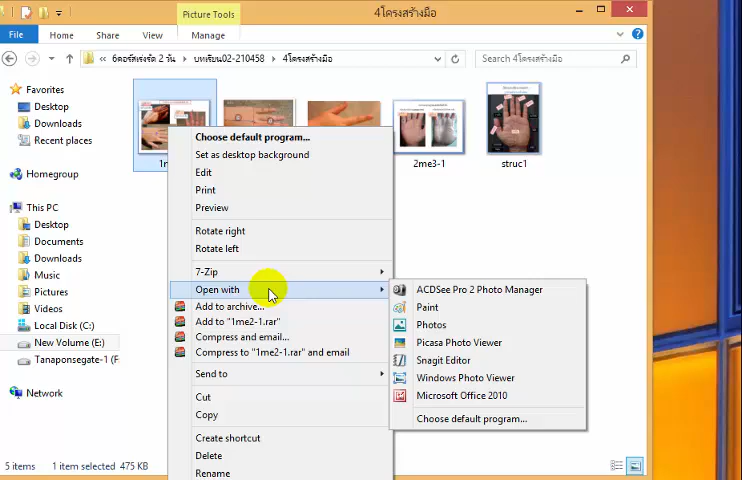 Picture Tools
4โครงสร้างมือ
File
Home
Share
View
Manage
6คอร์สเร่งรัด 2 วัน
บทเรียน02-210458
4โครงสร้างมือ
Search 4โครงสร้างมือ
Favorites
Desktop
Downloads
Recent places
Homegroup
This PC
Desktop
Documents
Downloads
Music
Pictures
Videos
Local Disk (C:)
New Volume (E:)
Tanaponsegate-1 (F
Network
2me3-1
struc1
Choose default program...
Set as desktop background
Edit
Print
Preview
Rotate right
Rotate left
7-Zip
Open with
Add to archive...
Add to "1me2-1.rar"
Compress and email...
Compress to "1me2-1.rar" and email
Send to
Cut
Copy
Create shortcut
Delete
Rename
ACDSee Pro 2 Photo Manager
Paint
Photos
Picasa Photo Viewer
Snagit Editor
Windows Photo Viewer
Microsoft Office 2010
Choose default program...
5 items
1 item selected 475 KB